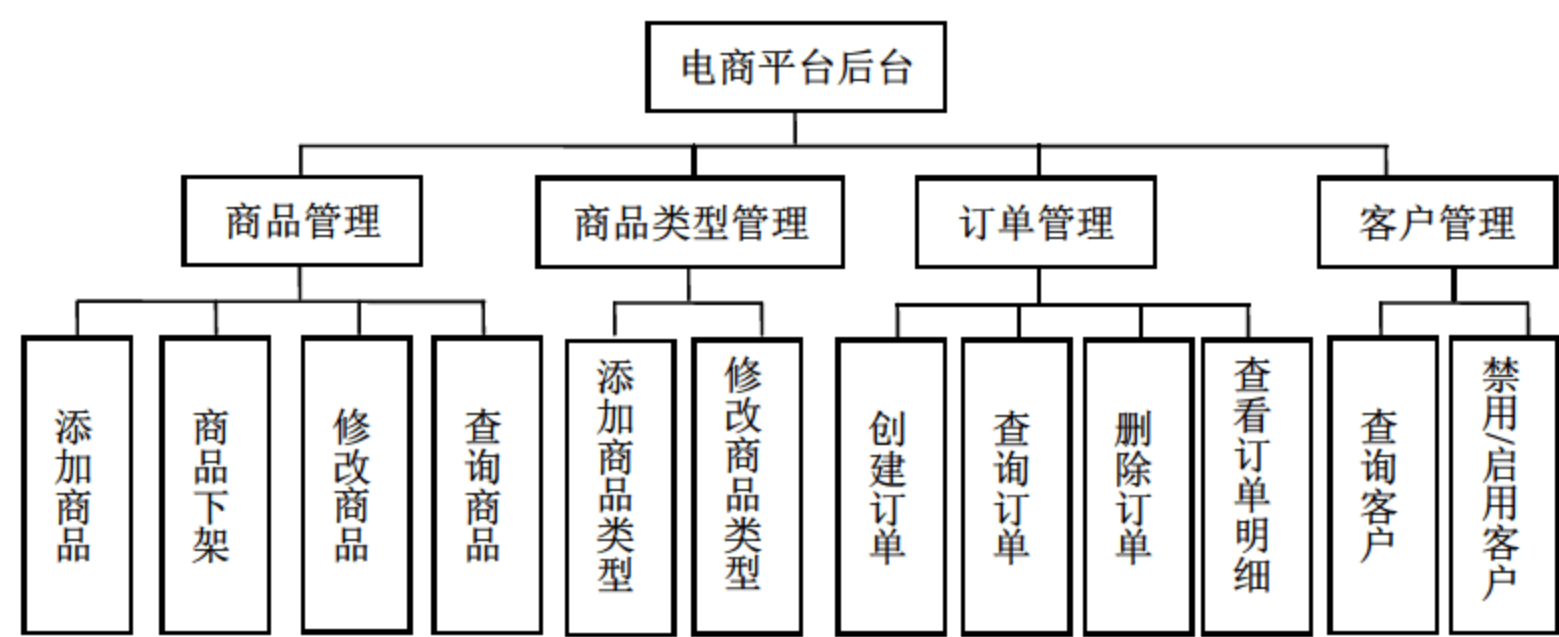 电商平台后台
商品管理
商品类型管理
订单管理
客户管理
添加商品
商品下架
修改商品
查询商品
添加商品类型
修改商品类型
创建订单
查询订单
删除订单
查看订单明细
查询客户
禁用/启用客户